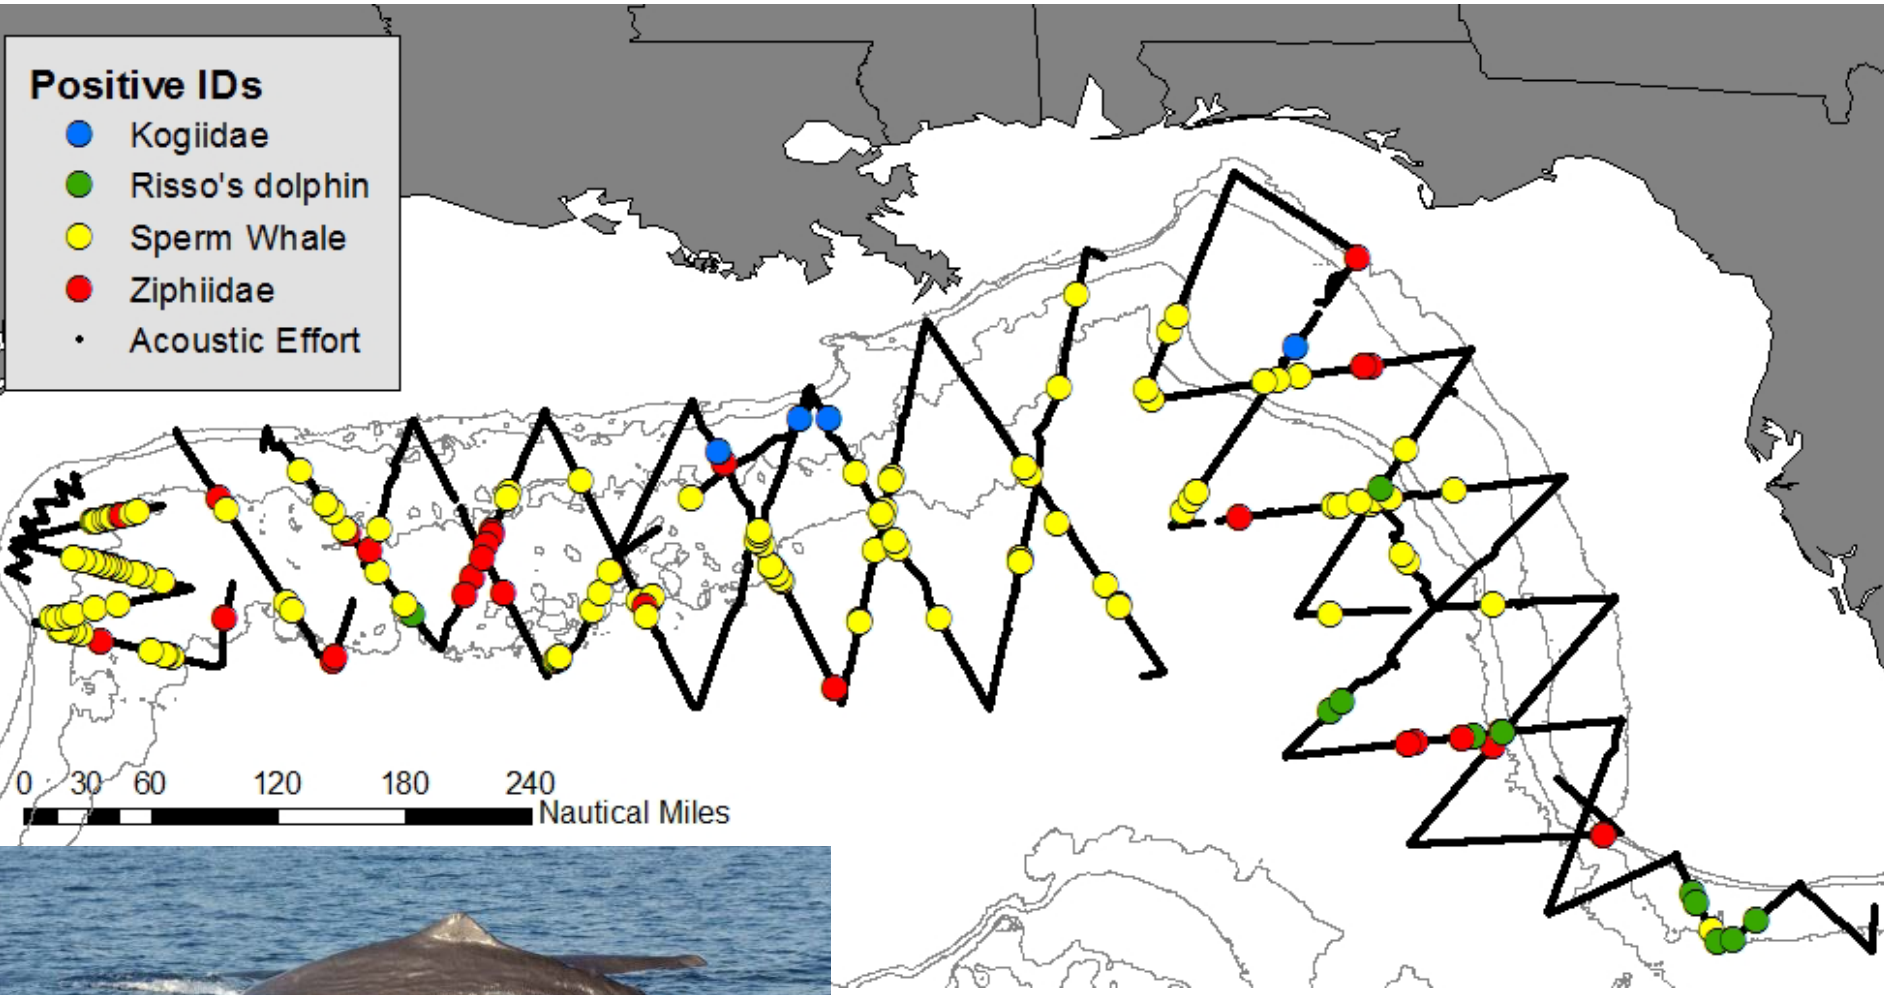 Positive IDs
Kogiidae
Risso's dolphin
Sperm Whale
Ziphiidae
Acoustic Effort
0 30 60 120 180 240
Nautical Miles